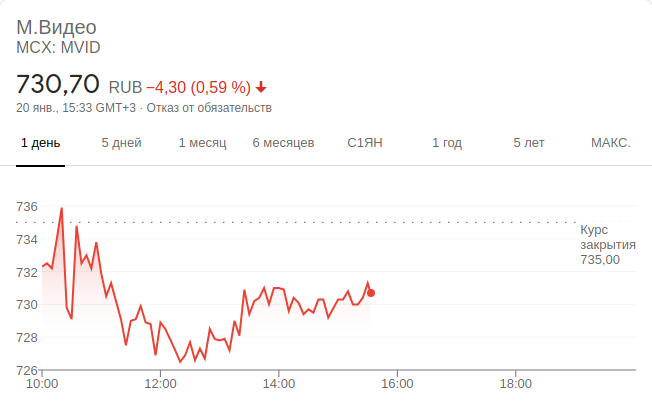 М.Видео
MCX: MVID
730,70 RUB −4,30 (0,59 %)
20 янв., 15:33 GMT+3 · Отказ от обязательств
1 день 5 дней 1 месяц 6 месяцев С1ЯН 1 год 5 лет МАКС.
736
734
732
730
728
726
Курс
закрытия
735,00
10:00 12:00 14:00 16:00 18:00